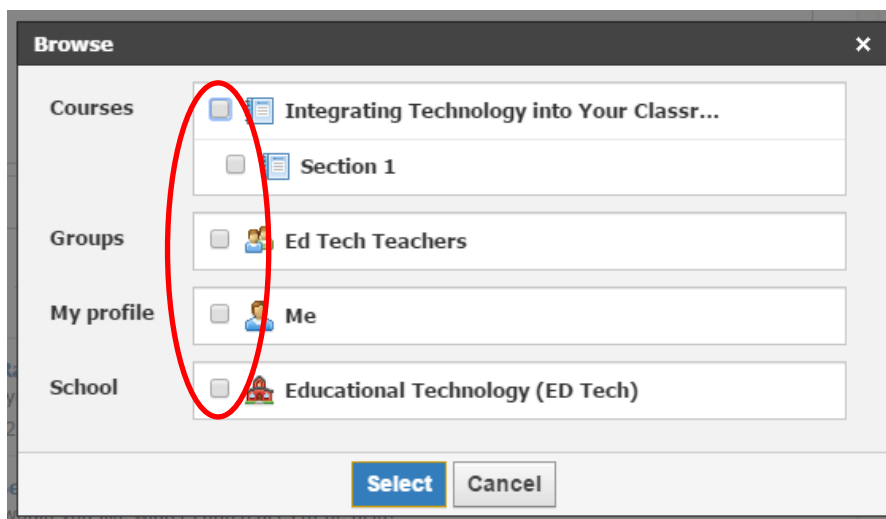 Browse ×
Courses Integrating Technology into Your Classr...
Section 1
Groups Ed Tech Teachers
My profile Me
School Educational Technology (ED Tech)
Select Cancel